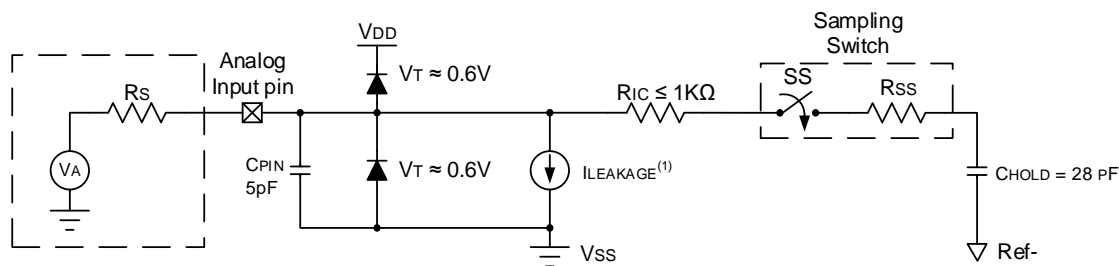 Sampling
Switch
VDD
Analog
Input pin
VT ≈ 0.6V
RS
RIC ≤ 1KΩ
SS
RSS
VA
CPIN
5pF
VT ≈ 0.6V
ILEAKAGE(1)
CHOLD = 28 PF
VSS
Ref-